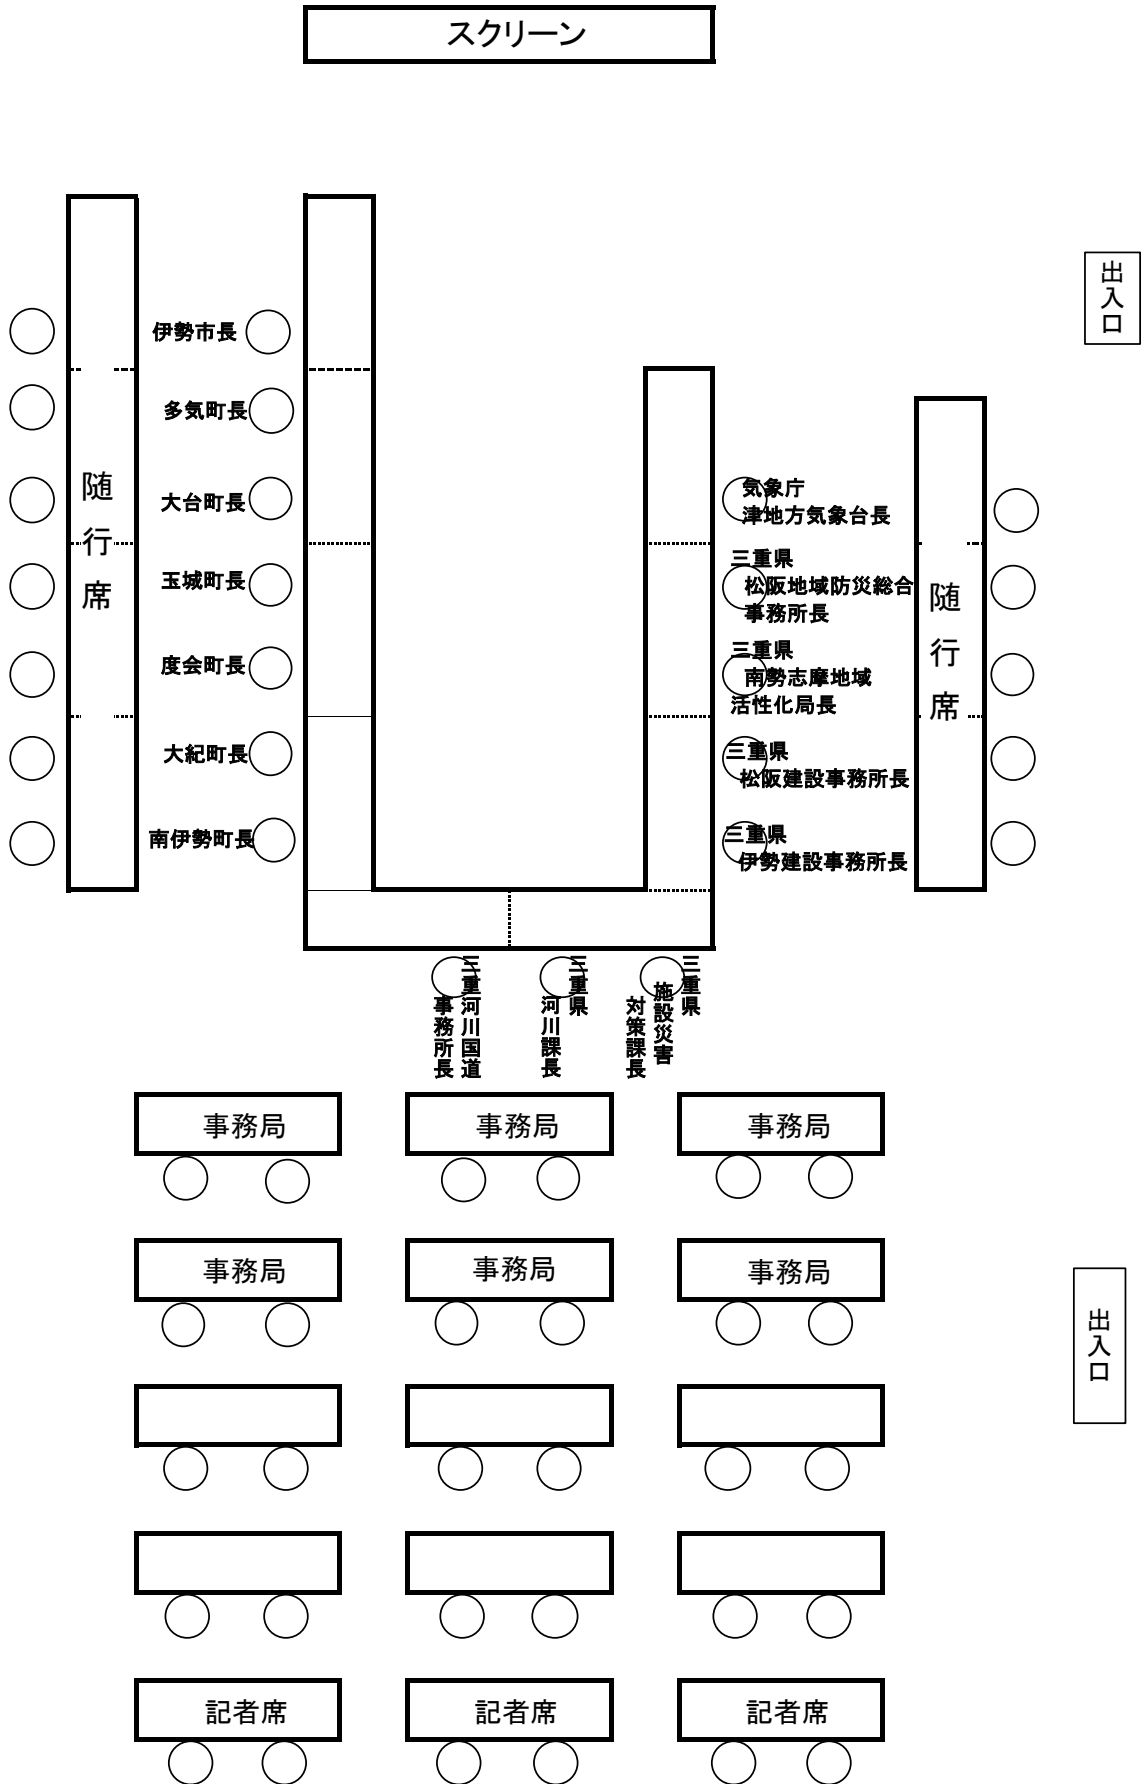 スクリーン
出入口
伊勢市長
多気町長
大台町長
玉城町長
度会町長
大紀町長
南伊勢町長
随行席
気象庁
津地方気象台長
三重県
松阪地域防災総合
事務所長
三重県
南勢志摩地域
活性化局長
三重県
松阪建設事務所長
三重県
伊勢建設事務所長
随行席
三重河川国道
事務所長
三重県
河川課長
三重県
施設災害
対策課長
事務局
事務局
事務局
事務局
事務局
事務局
出入口
記者席
記者席
記者席